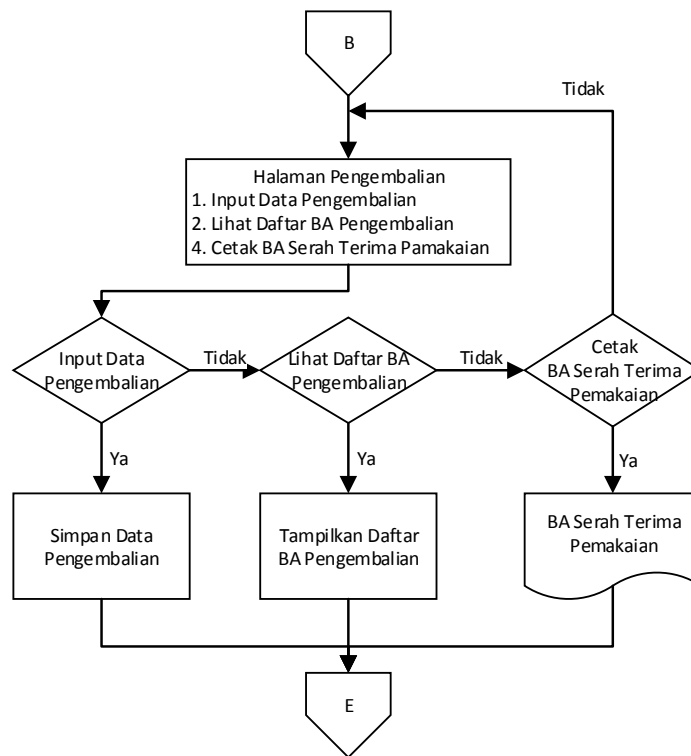 B
Tidak
Halaman Pengembalian
1. Input Data Pengembalian
2. Lihat Daftar BA Pengembalian
4. Cetak BA Serah Terima Pamakaian
Input Data
Pengembalian
Tidak
Lihat Daftar BA
Pengembalian
Tidak
Cetak
BA Serah Terima
Pemakaian
Ya
Ya
Ya
Simpan Data
Pengembalian
Tampilkan Daftar
BA Pengembalian
BA Serah Terima
Pemakaian
E